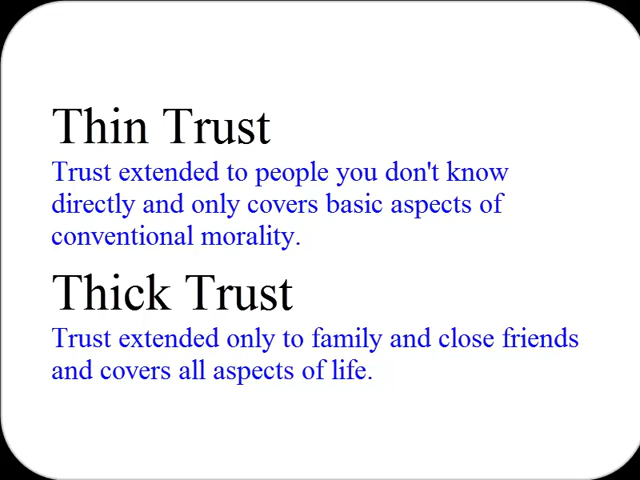 Thin Trust
Trust extended to people you don't know
directly and only covers basic aspects of
conventional morality.
Thick Trust
Trust extended only to family and close friends
and covers all aspects of life.